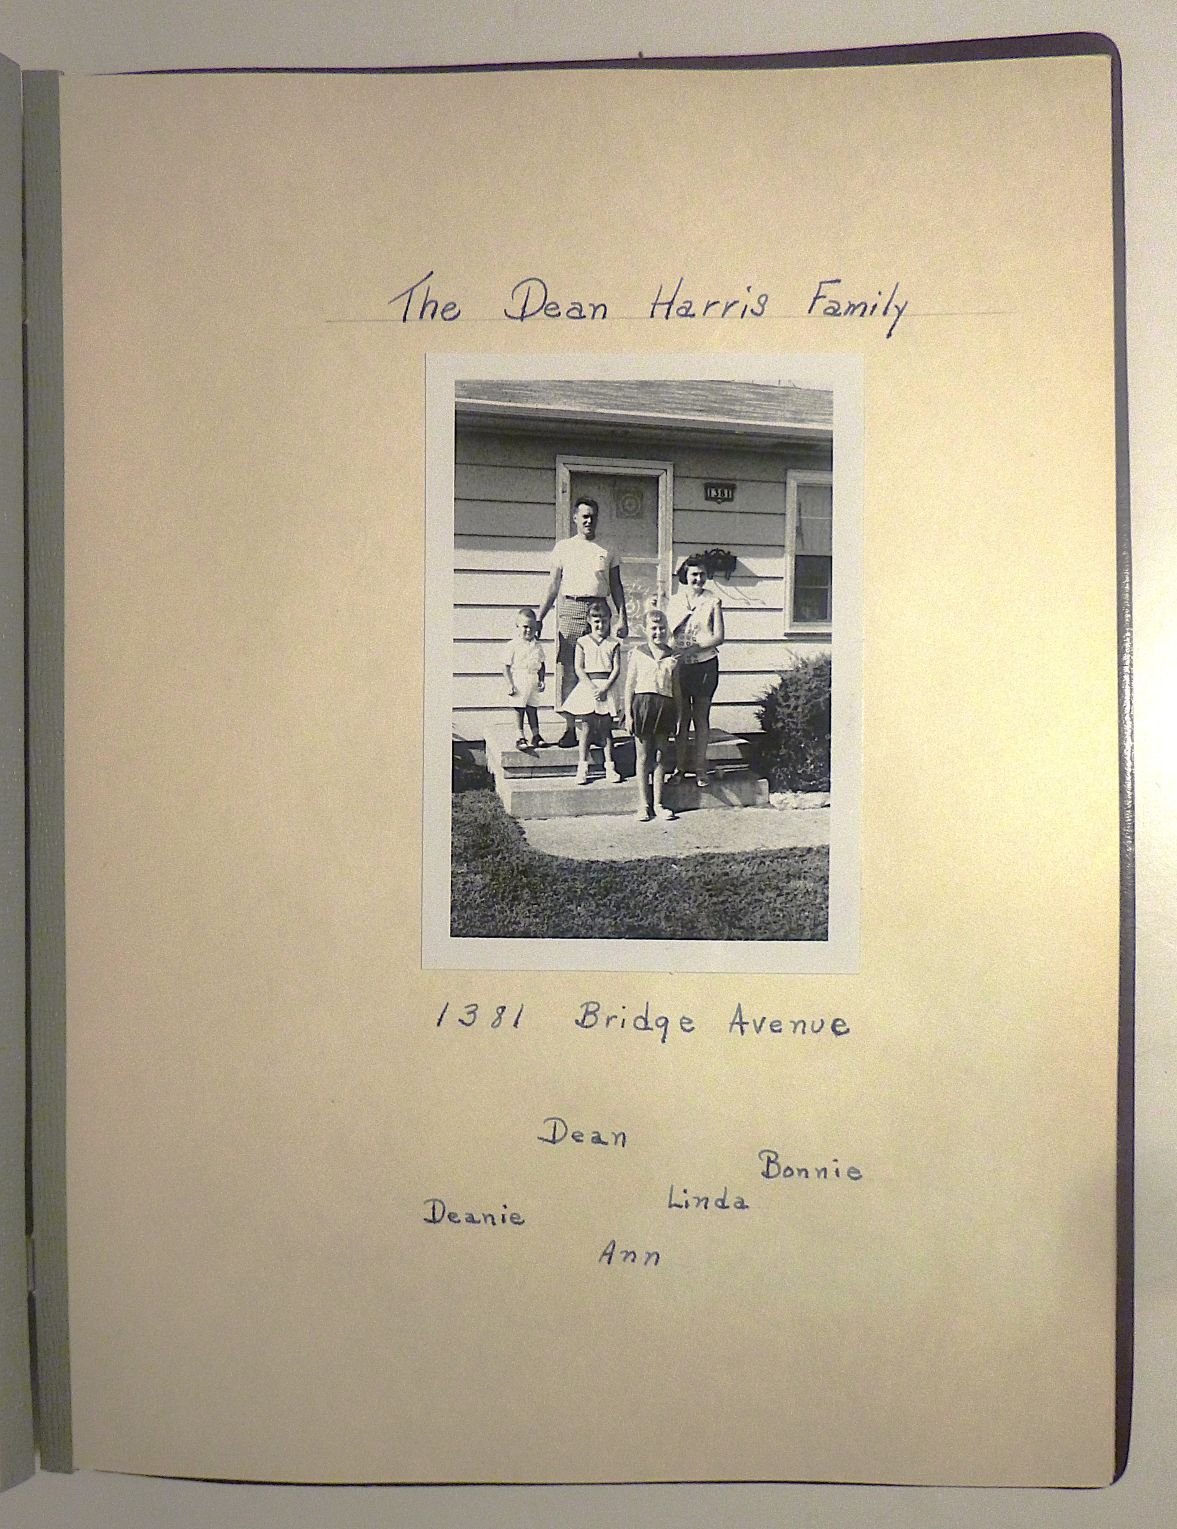 The Dean Harris Family
1381
1381 Bridge Avenue
Dean
Bonnie
Linda
Deanie
Ann